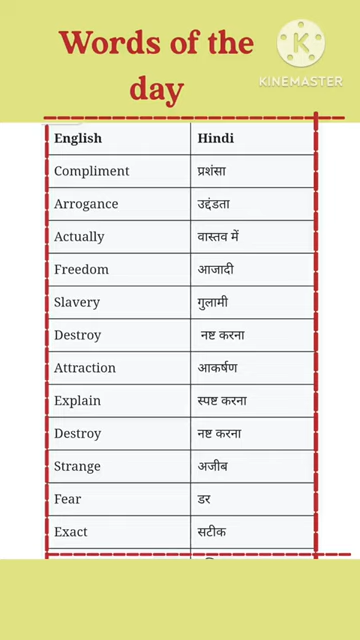 Words of the
day
KINEMASTER
English Hindi
Compliment प्रशंसा
Arrogance उद्दंडता
Actually वास्तव में
Freedom आजादी
Slavery गुलामी
Destroy नष्ट करना
Attraction आकर्षण
Explain स्पष्ट करना
Destroy नष्ट करना
Strange अजीब
Fear डर
Exact सटीक